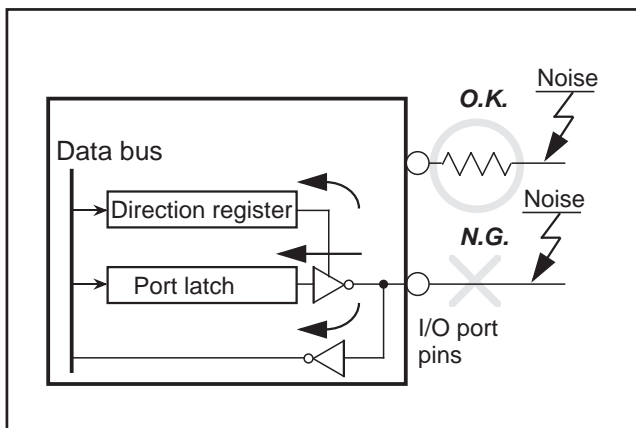 Noise
O.K.
Data bus
Direction register
Noise
N.G.
Port latch
I/O port
pins